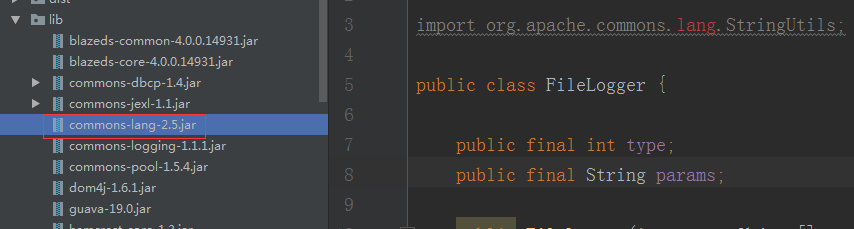 dist
lib
blazeds-common-4.0.0.14931.jar
blazeds-core-4.0.0.14931.jar
commons-dbcp-1.4.jar
commons-jexl-1.1.jar
commons-lang-2.5.jar
commons-logging-1.1.1.jar
commons-pool-1.5.4.jar
dom4j-1.6.1.jar
guava-19.0.jar
3 import org.apache.commons.lang.StringUtils;
4
5 public class FileLogger {
6
7 public final int type;
8 public final String params;
9